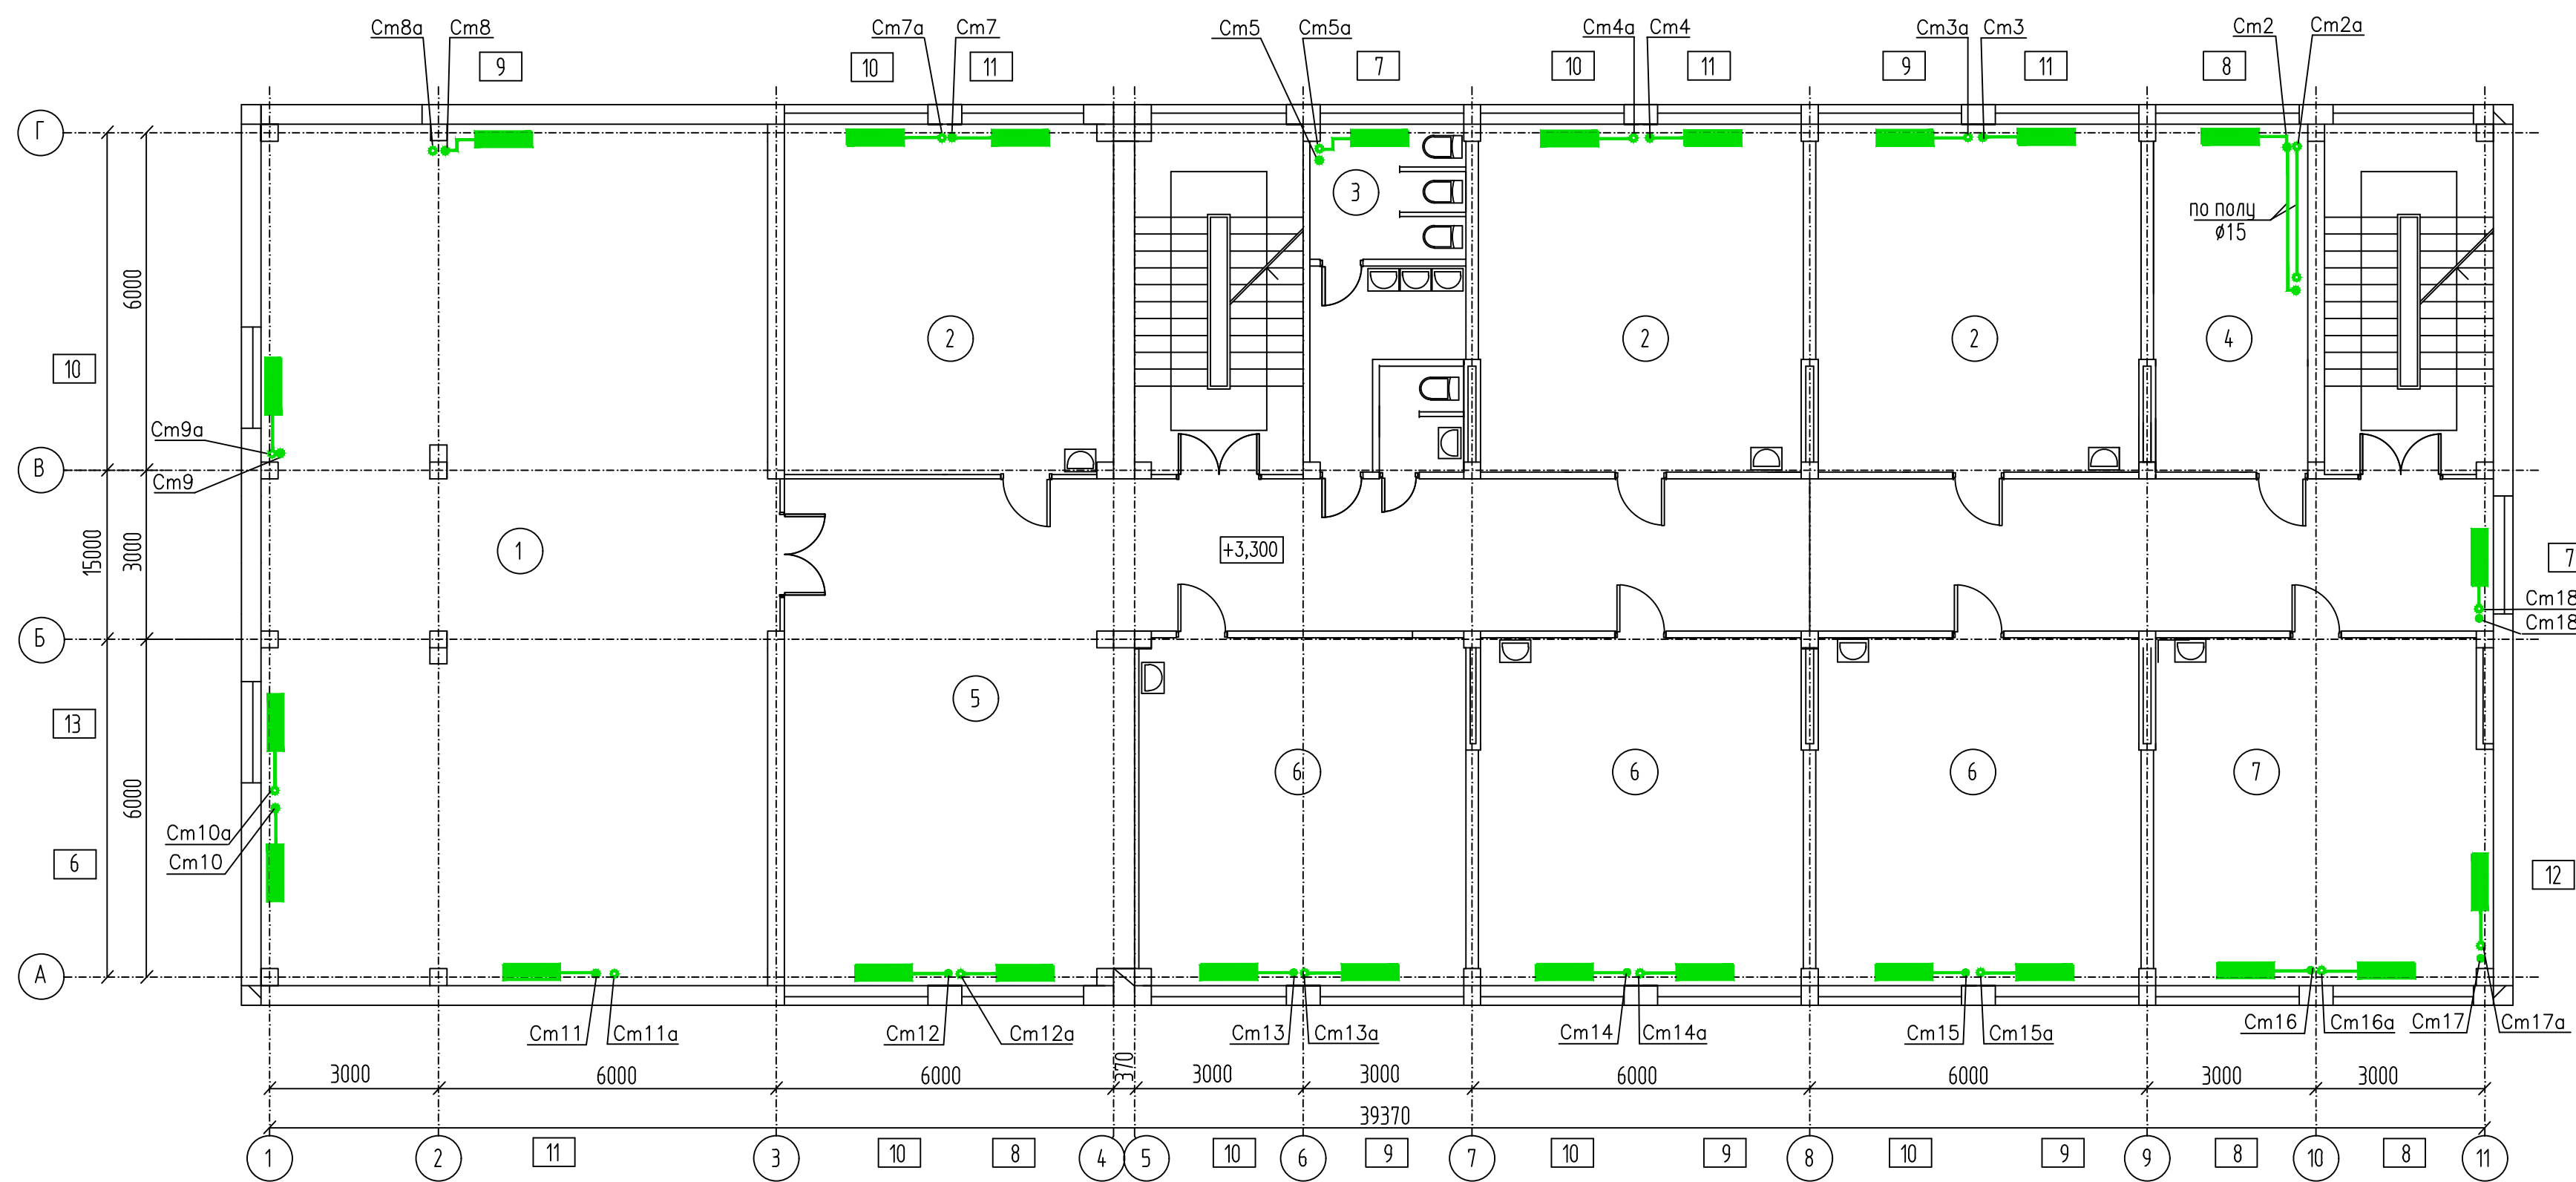 Ст8а Ст8 Ст7а Ст7 Ст5 Ст5а Ст4а Ст4 Ст3а Ст3 Ст2 Ст2а
9 10 11 7 10 11 9 11 8
Г
3
по полу
ø15
6000
2 2 2 4
10
Ст9а
В
Ст9
15000 3000 1 +3,300 7
Ст18
Ст18
Б
5
13
6 6 6 7
6000
Ст10а
Ст10
6 12
А
Ст11 Ст11а Ст12 Ст12а Ст13 Ст13а Ст14 Ст14а Ст15 Ст15а Ст16 Ст16а Ст17 Ст17а
3000 6000 6000 370 3000 3000 6000 6000 3000 3000
39370
1 2 11 3 10 8 4 5 10 6 9 7 10 9 8 10 9 9 8 10 8 11